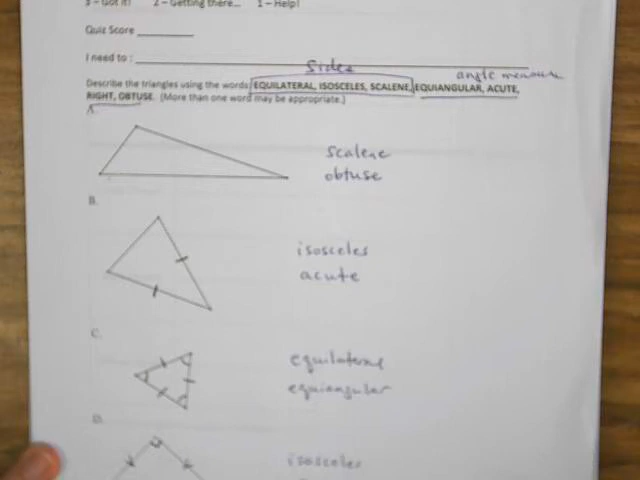 3 – Got it! 2 – Getting there... 1 – Help!
Quiz Score
I need to :
sides
angle measure
Describe the triangles using the words EQUILATERAL, ISOSCELES, SCALENE, EQUIANGULAR, ACUTE,
RIGHT, OBTUSE. (More than one word may be appropriate.)
A.
scalene
obtuse
B.
isosceles
acute
C.
equilateral
equiangular
D.
isosceles